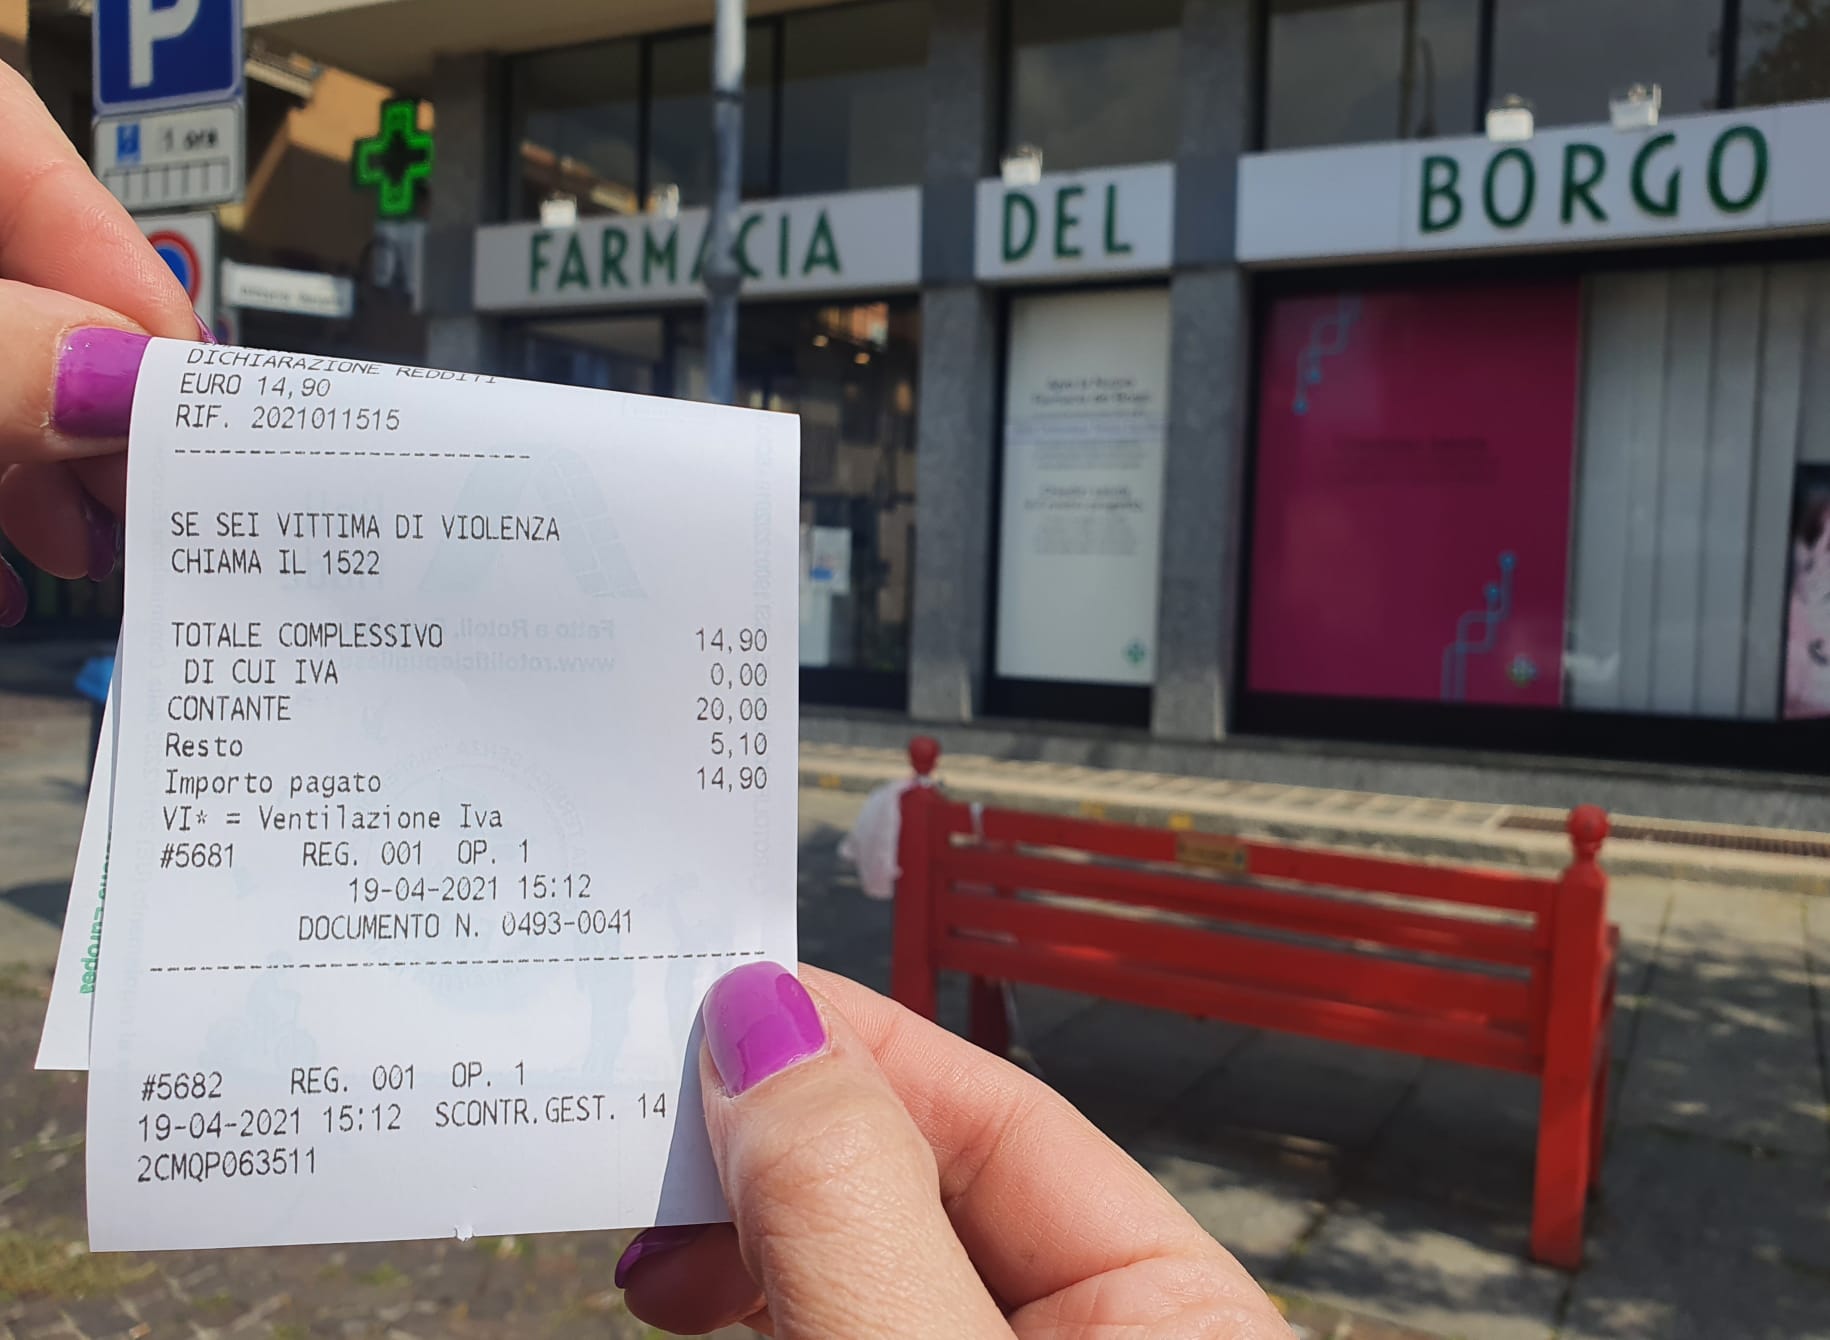 P
1 ora
FARMACIA DEL BORGO
DICHIARAZIONE REDDITI
EURO 14,90
RIF. 2021011515
------------------------
SE SEI VITTIMA DI VIOLENZA
CHIAMA IL 1522
TOTALE COMPLESSIVO 14,90
DI CUI IVA 0,00
CONTANTE 20,00
Resto 5,10
Importo pagato 14,90
VI* = Ventilazione Iva
#5681 REG. 001 OP. 1
19-04-2021 15:12
DOCUMENTO N. 0493-0041
#5682 REG. 001 OP. 1
19-04-2021 15:12 SCONTR.GEST. 14
2CMQP063511